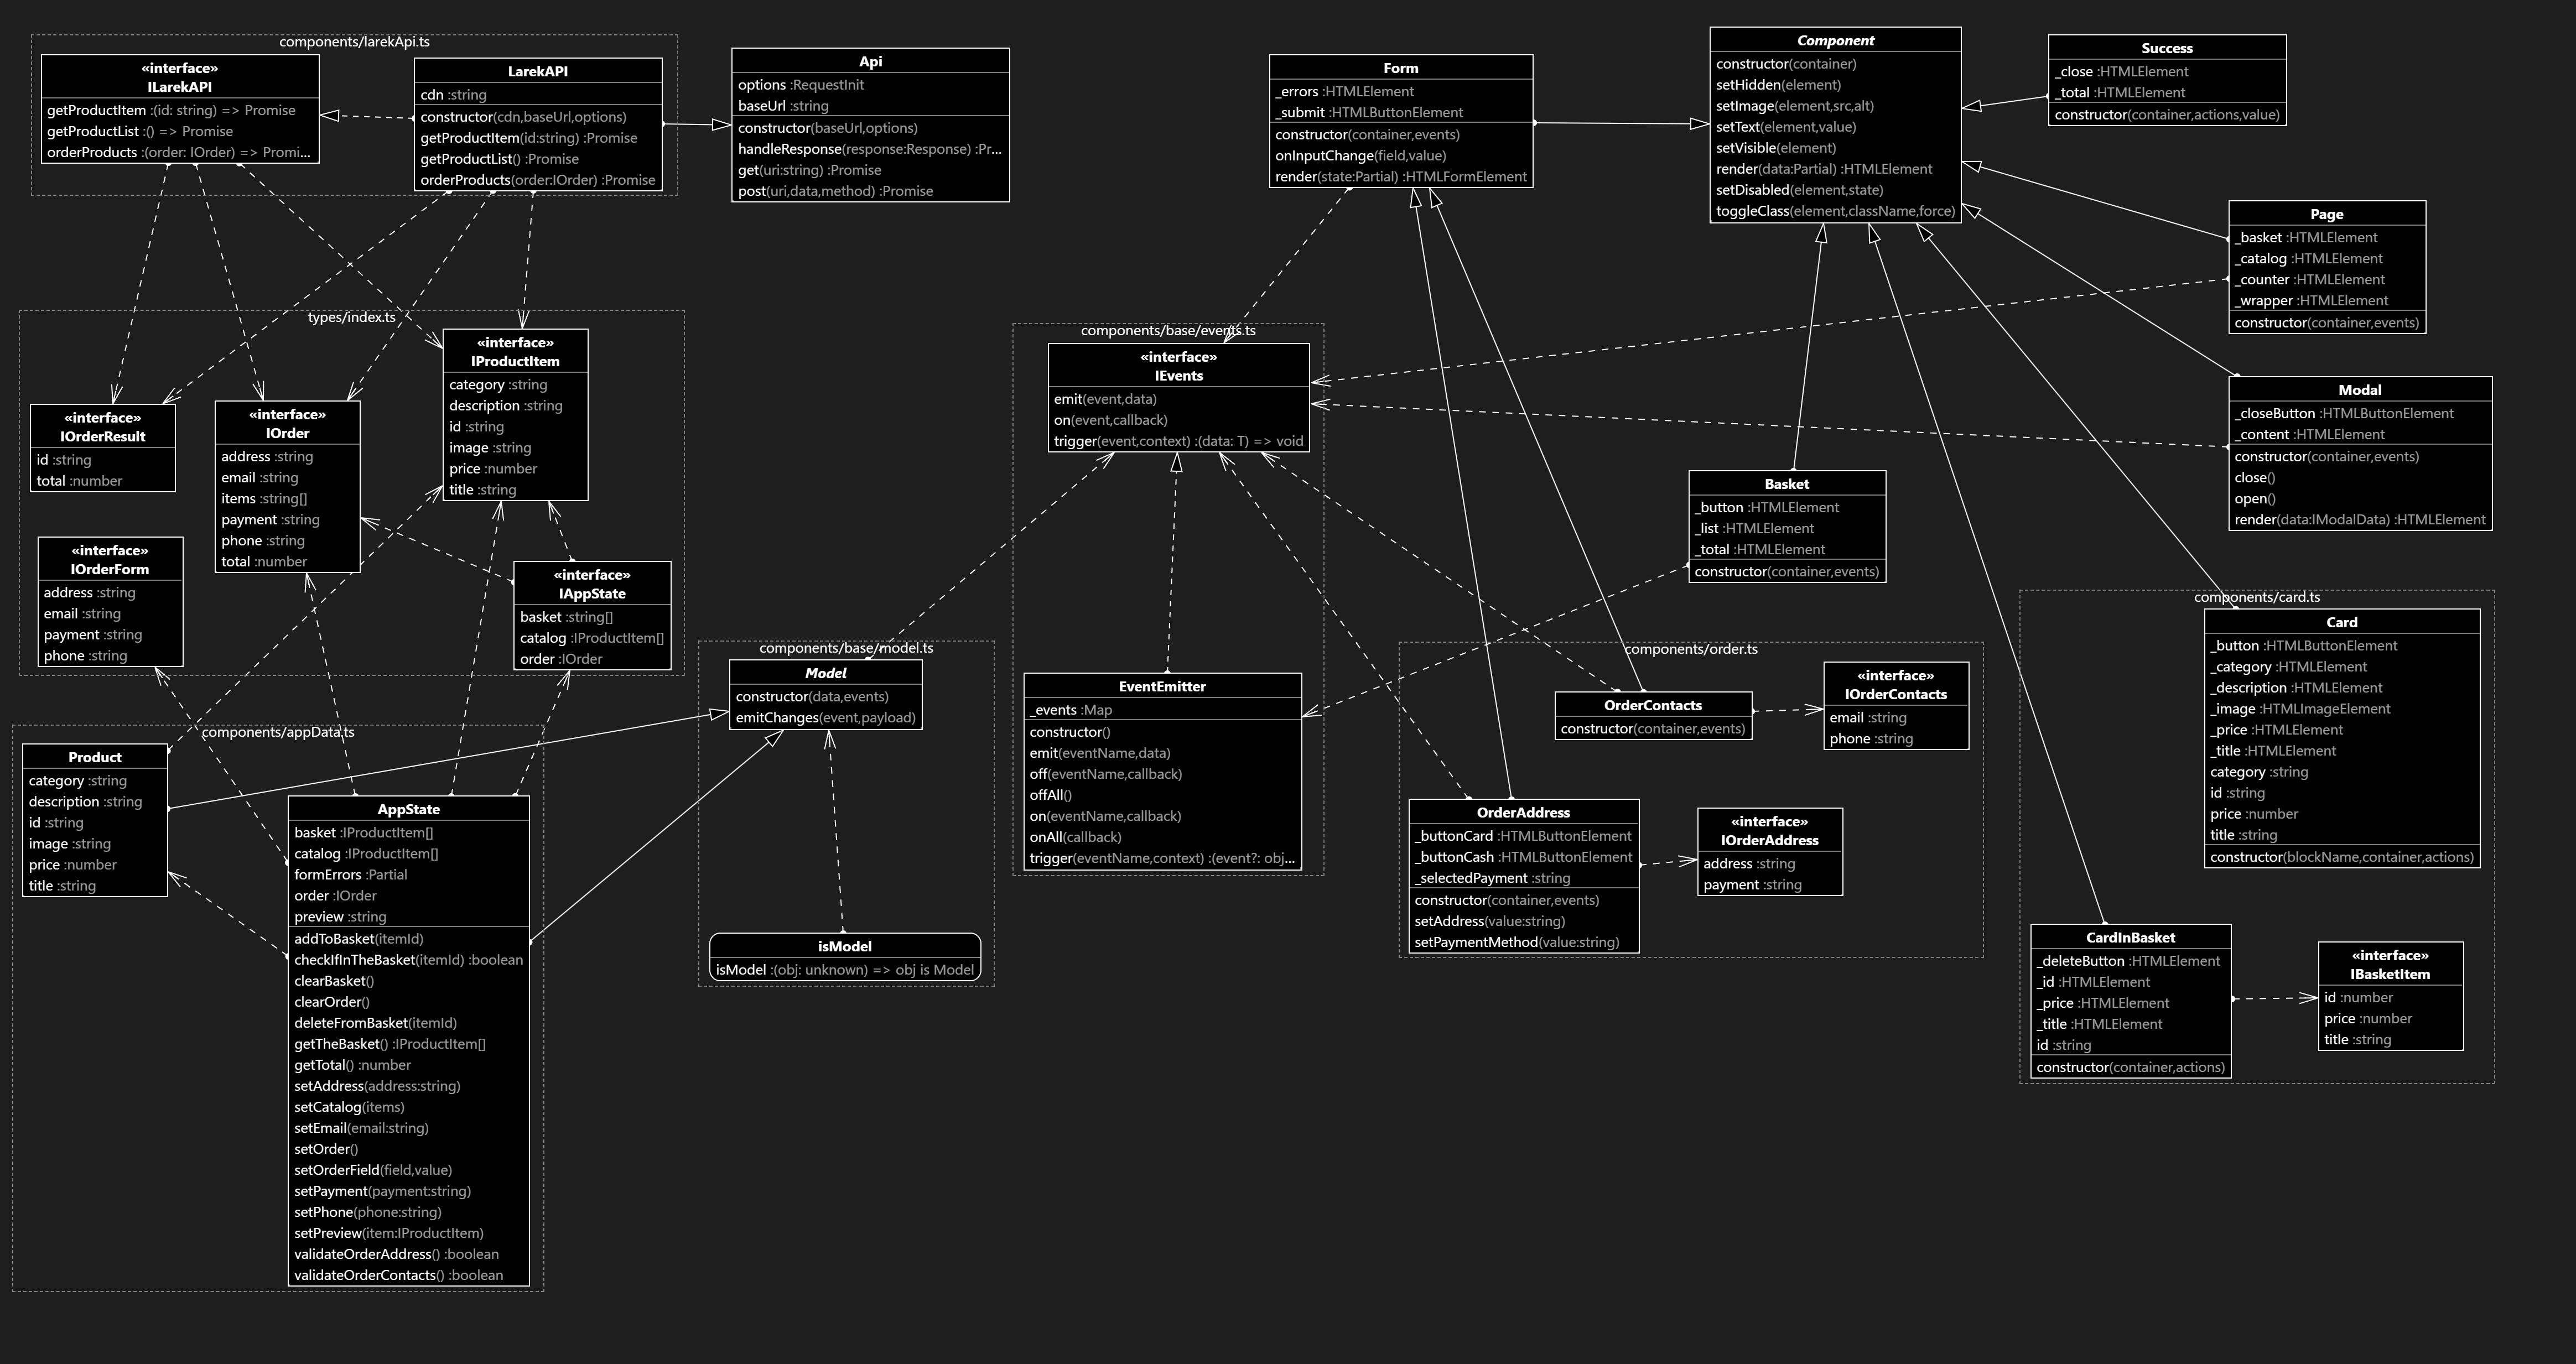 components/larekApi.ts
«interface»
ILarekAPI
getProductItem :(id: string) => Promise
getProductList :() => Promise
orderProducts :(order: IOrder) => Promi...
LarekAPI
cdn :string
constructor(cdn,baseUrl,options)
getProductItem(id:string) :Promise
getProductList() :Promise
orderProducts(order:IOrder) :Promise
Api
options :RequestInit
baseUrl :string
constructor(baseUrl,options)
handleResponse(response:Response) :Pr...
get(uri:string) :Promise
post(uri,data,method) :Promise
Form
_errors :HTMLElement
_submit :HTMLButtonElement
constructor(container,events)
onInputChange(field,value)
render(state:Partial) :HTMLFormElement
Component
constructor(container)
setHidden(element)
setImage(element,src,alt)
setText(element,value)
setVisible(element)
render(data:Partial) :HTMLElement
setDisabled(element,state)
toggleClass(element,className,force)
Success
_close :HTMLElement
_total :HTMLElement
constructor(container,actions,value)
Page
_basket :HTMLElement
_catalog :HTMLElement
_counter :HTMLElement
_wrapper :HTMLElement
constructor(container,events)
types/index.ts
«interface»
IProductItem
category :string
description :string
id :string
image :string
price :number
title :string
«interface»
IOrderResult
id :string
total :number
«interface»
IOrder
address :string
email :string
items :string[]
payment :string
phone :string
total :number
«interface»
IOrderForm
address :string
email :string
payment :string
phone :string
«interface»
IAppState
basket :string[]
catalog :IProductItem[]
order :IOrder
components/base/events.ts
«interface»
IEvents
emit(event,data)
on(event,callback)
trigger(event,context) :(data: T) => void
EventEmitter
_events :Map
constructor()
emit(eventName,data)
off(eventName,callback)
offAll()
on(eventName,callback)
onAll(callback)
trigger(eventName,context) :(event?: obj...
Modal
_closeButton :HTMLButtonElement
_content :HTMLElement
constructor(container,events)
close()
open()
render(data:IModalData) :HTMLElement
Basket
_button :HTMLElement
_list :HTMLElement
_total :HTMLElement
constructor(container,events)
components/base/model.ts
Model
constructor(data,events)
emitChanges(event,payload)
isModel
isModel :(obj: unknown) => obj is Model
components/order.ts
OrderContacts
constructor(container,events)
«interface»
IOrderContacts
email :string
phone :string
OrderAddress
_buttonCard :HTMLButtonElement
_buttonCash :HTMLButtonElement
_selectedPayment :string
constructor(container,events)
setAddress(value:string)
setPaymentMethod(value:string)
«interface»
IOrderAddress
address :string
payment :string
components/card.ts
Card
_button :HTMLButtonElement
_category :HTMLElement
_description :HTMLElement
_image :HTMLImageElement
_price :HTMLElement
_title :HTMLElement
category :string
id :string
price :number
title :string
constructor(blockName,container,actions)
CardInBasket
_deleteButton :HTMLElement
_id :HTMLElement
_price :HTMLElement
_title :HTMLElement
id :string
constructor(container,actions)
«interface»
IBasketItem
id :number
price :number
title :string
components/appData.ts
Product
category :string
description :string
id :string
image :string
price :number
title :string
AppState
basket :IProductItem[]
catalog :IProductItem[]
formErrors :Partial
order :IOrder
preview :string
addToBasket(itemId)
checkIfInTheBasket(itemId) :boolean
clearBasket()
clearOrder()
deleteFromBasket(itemId)
getTheBasket() :IProductItem[]
getTotal() :number
setAddress(address:string)
setCatalog(items)
setEmail(email:string)
setOrder()
setOrderField(field,value)
setPayment(payment:string)
setPhone(phone:string)
setPreview(item:IProductItem)
validateOrderAddress() :boolean
validateOrderContacts() :boolean